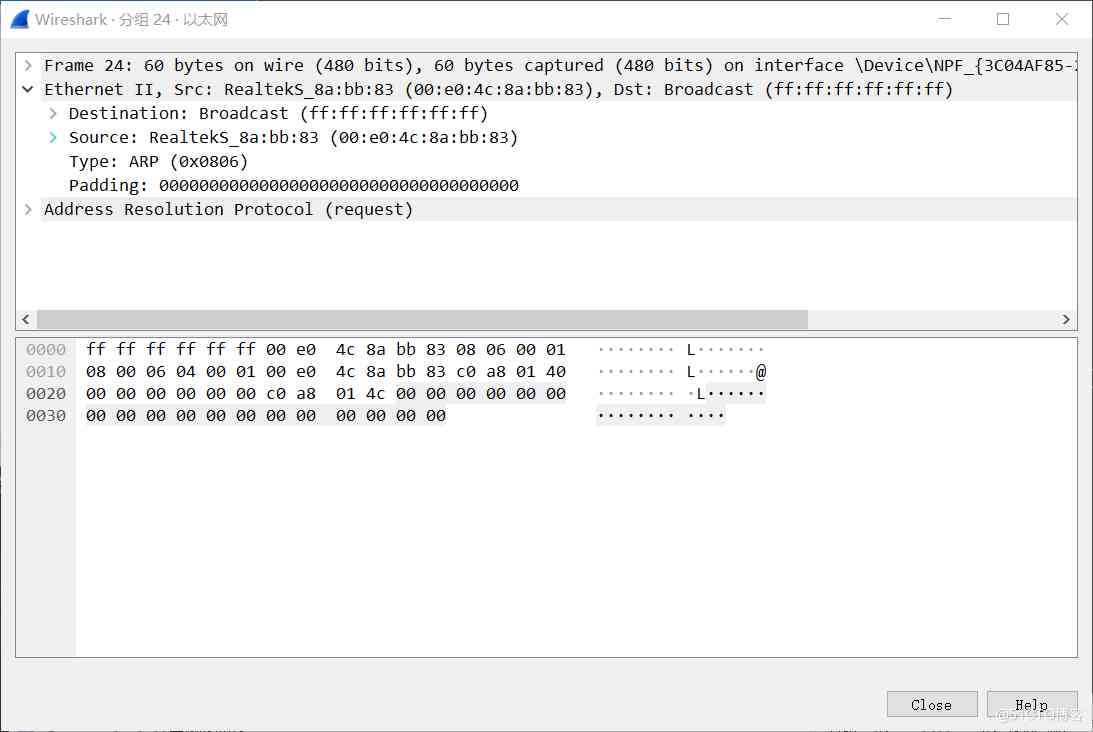 Wireshark · 分组 24 · 以太网
Frame 24: 60 bytes on wire (480 bits), 60 bytes captured (480 bits) on interface \Device\NPF_{3C04AF85-
Ethernet II, Src: RealtekS_8a:bb:83 (00:e0:4c:8a:bb:83), Dst: Broadcast (ff:ff:ff:ff:ff:ff)
Destination: Broadcast (ff:ff:ff:ff:ff:ff)
Source: RealtekS_8a:bb:83 (00:e0:4c:8a:bb:83)
Type: ARP (0x0806)
Padding: 000000000000000000000000000000000000
Address Resolution Protocol (request)
0000 ff ff ff ff ff ff 00 e0 4c 8a bb 83 08 06 00 01 ········ L·······
0010 08 00 06 04 00 01 00 e0 4c 8a bb 83 c0 a8 01 40 ········ L······@
0020 00 00 00 00 00 00 c0 a8 01 4c 00 00 00 00 00 00 ········ ·L······
0030 00 00 00 00 00 00 00 00 00 00 00 00 ········ ····
Close Help
@51CTO博客